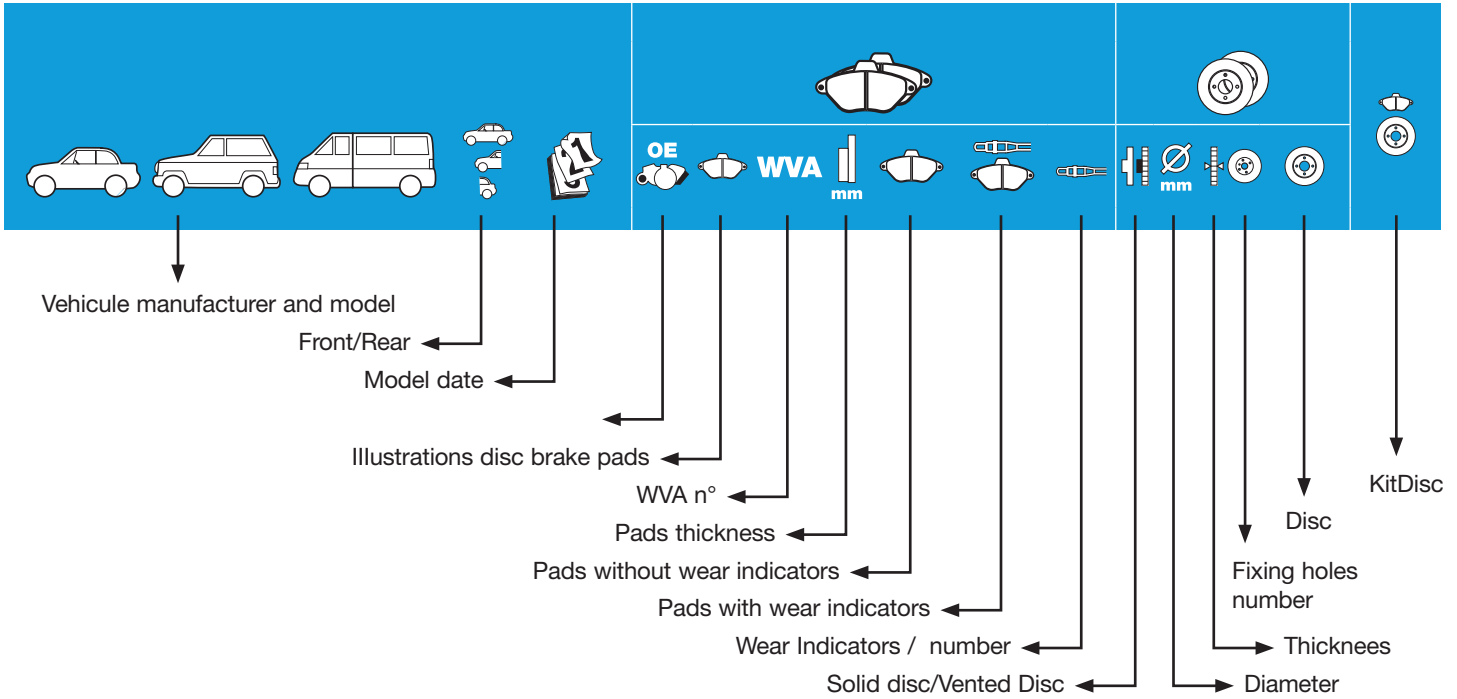 OE
WVA
mm
mm
Vehicule manufacturer and model
Front/Rear
Model date
Illustrations disc brake pads
WVA n°
Pads thickness
Pads without wear indicators
Pads with wear indicators
Wear Indicators / number
Solid disc/Vented Disc
KitDisc
Disc
Fixing holes
number
Thicknees
Diameter
21